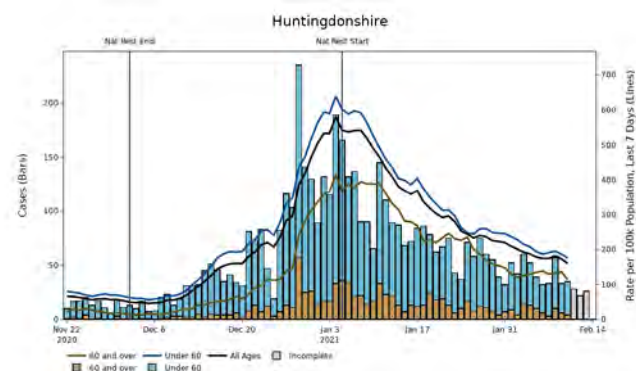 Huntingdonshire
Nat Rest End
Nat Rest Start
Cases (Bars)
200
150
100
50
0
Rate per 100k Population, Last 7 Days (Lines)
700
600
500
400
300
200
100
0
Nov 22
2020
Dec 6
Dec 20
Jan 3
2021
Jan 17
Jan 31
Feb 14
60 and over
Under 60
All Ages
Incomplete
60 and over
Under 60